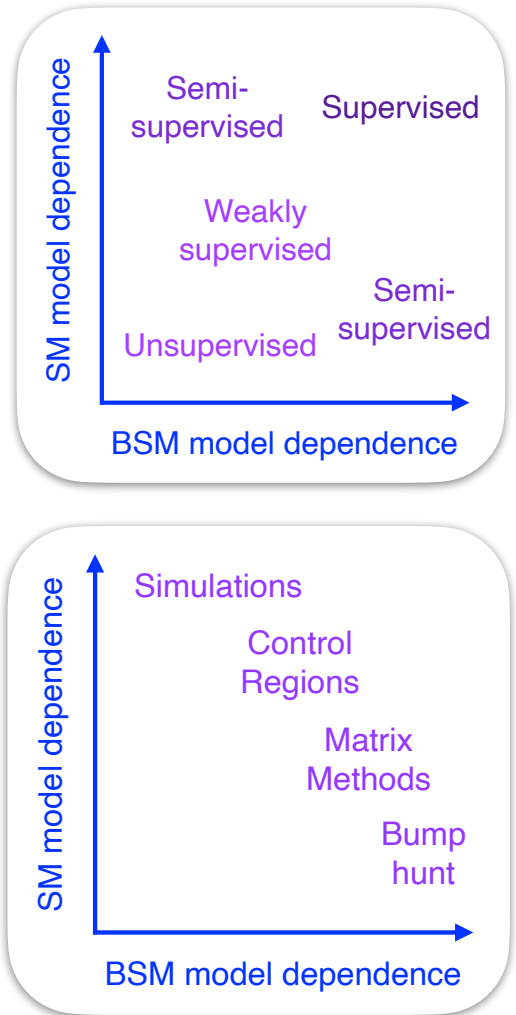 SM model dependence
Semi-
supervised
Supervised
Weakly
supervised
Semi-
supervised
Unsupervised
BSM model dependence
SM model dependence
Simulations
Control
Regions
Matrix
Methods
Bump
hunt
BSM model dependence